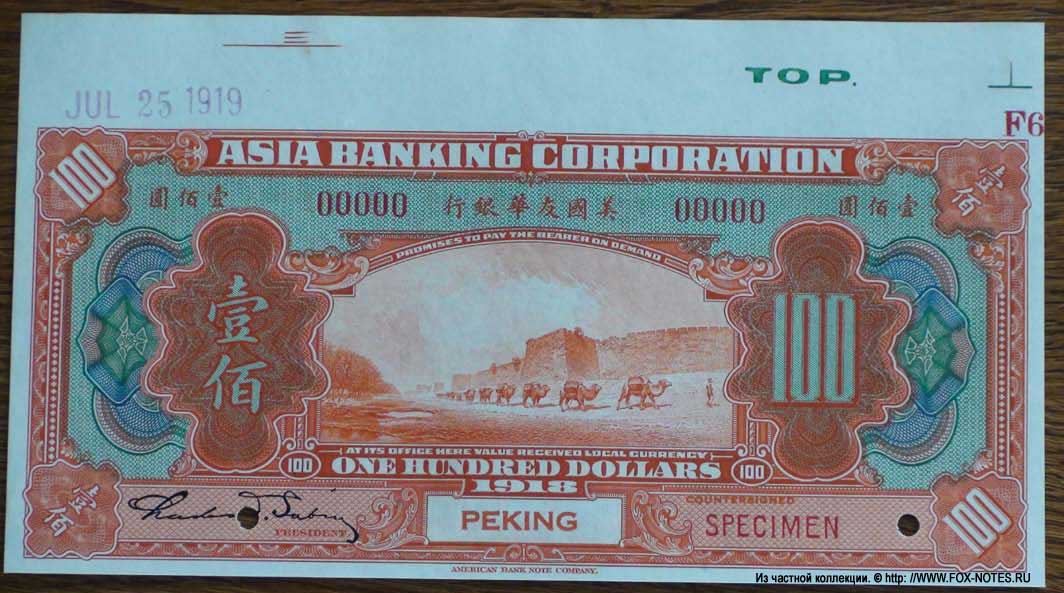 TOP.
JUL 25 1919
F6
100
ASIA BANKING CORPORATION
壹佰
圓佰壹
00000
行銀華友國美
00000
圓佰壹
PROMISES TO PAY THE BEARER ON DEMAND
壹佰
100
AT ITS OFFICE HERE VALUE RECEIVED LOCAL CURRENCY
100
ONE HUNDRED DOLLARS
100
1918
壹佰
PRESIDENT
PEKING
COUNTERSIGNED
SPECIMEN
100
AMERICAN BANK NOTE COMPANY.
Из частной коллекции. © http: //WWW.FOX-NOTES.RU